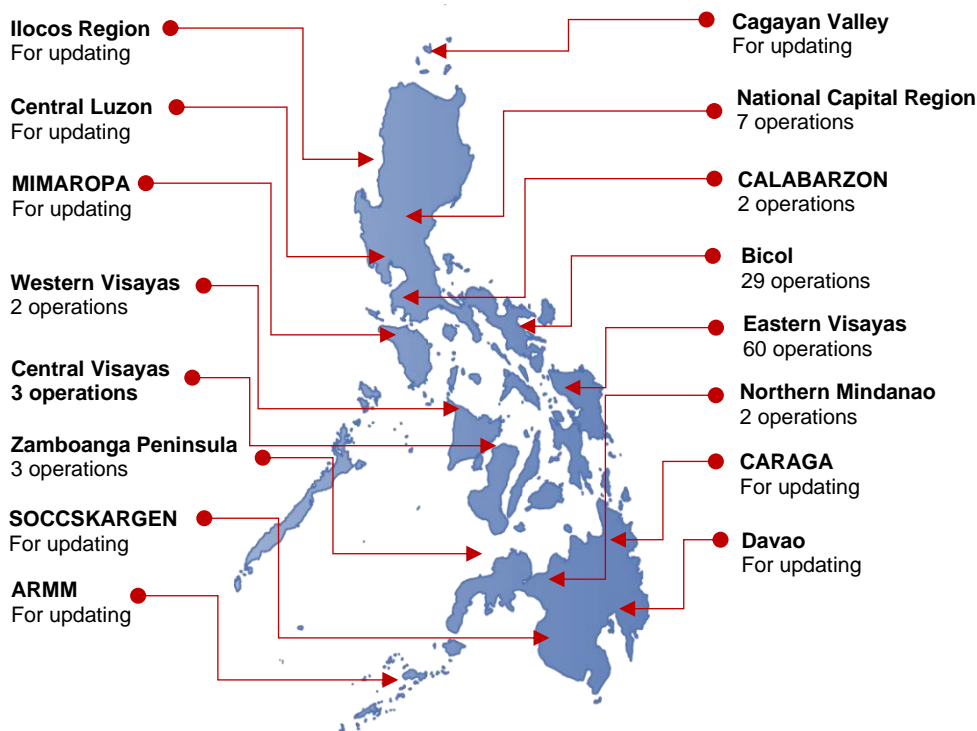 Ilocos Region
For updating
Central Luzon
For updating
MIMAROPA
For updating
Western Visayas
2 operations
Central Visayas
3 operations
Zamboanga Peninsula
3 operations
SOCCSKARGEN
For updating
ARMM
For updating
Cagayan Valley
For updating
National Capital Region
7 operations
CALABARZON
2 operations
Bicol
29 operations
Eastern Visayas
60 operations
Northern Mindanao
2 operations
CARAGA
For updating
Davao
For updating